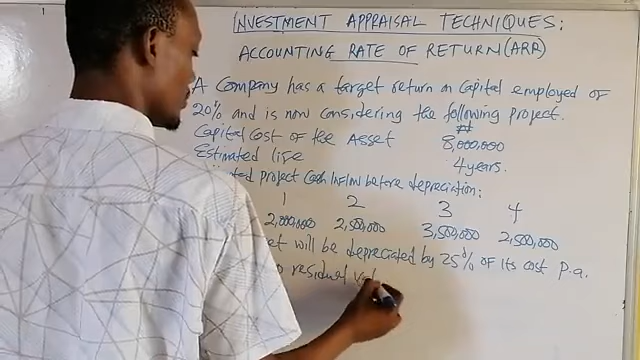 INVESTMENT APPRAISAL TECHNIQUES:
ACCOUNTING RATE OF RETURN (ARR)
A Company has a target return on capital employed of
20% and is now considering the following project.
Capital Cost of the Asset 8,000,000
Estimated life 4 years.
project Cash Inflow before depreciation:
1 2 3 4
2,000,000 2,500,000 3,500,000 2,500,000
will be depreciated by 25% of its cost p.a.
residual